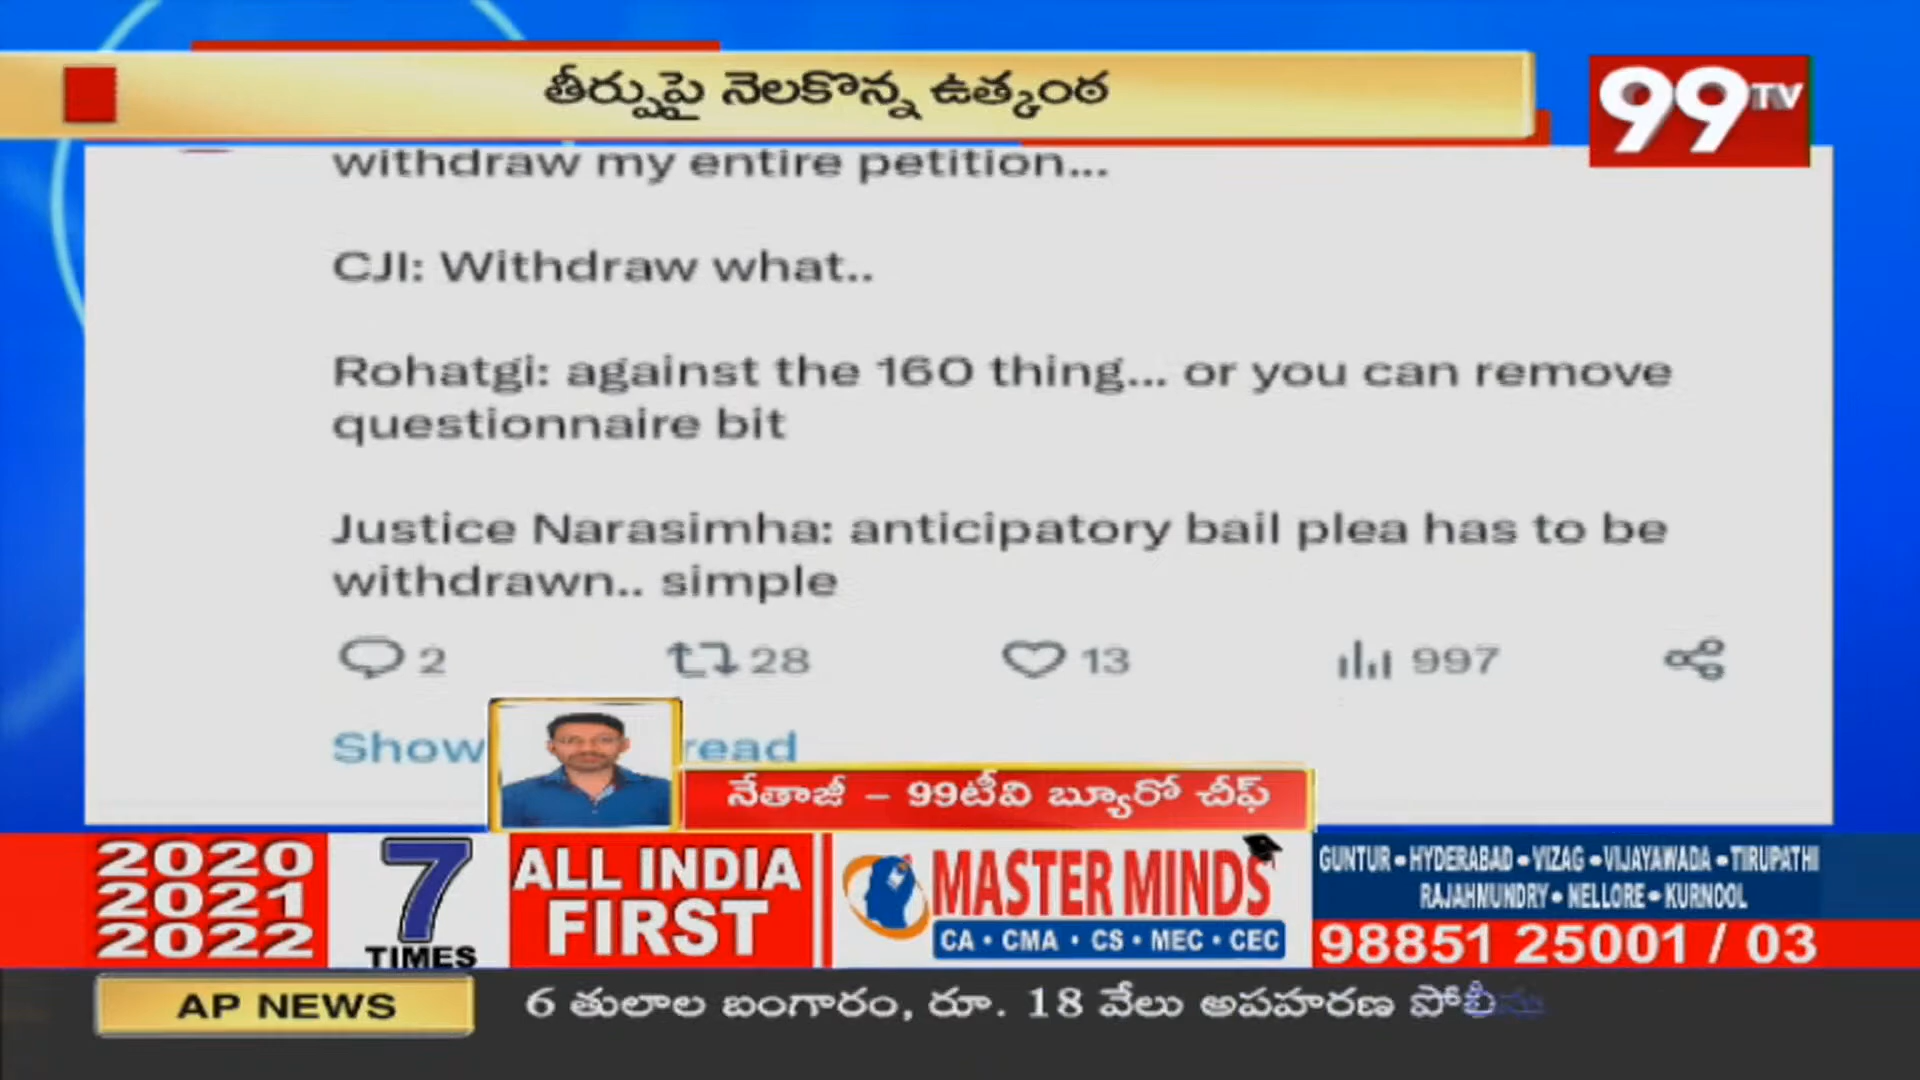 తీర్పుపై నెలకొన్న ఉత్కంఠ
99TV
withdraw my entire petition...
CJI: Withdraw what..
Rohatgi: against the 160 thing... or you can remove
questionnaire bit
Justice Narasimha: anticipatory bail plea has to be
withdrawn.. simple
2 28 13 997
Show read
నేతాజీ – 99టీవి బ్యూరో చీఫ్
2020
2021
2022
7
TIMES
ALL INDIA
FIRST
MASTER MINDS
CA • CMA • CS • MEC • CEC
GUNTUR • HYDERABAD • VIZAG • VIJAYAWADA • TIRUPATHI
RAJAHMUNDRY • NELLORE • KURNOOL
98851 25001 / 03
AP NEWS
6 తులాల బంగారం, రూ. 18 వేలు అపహరణ